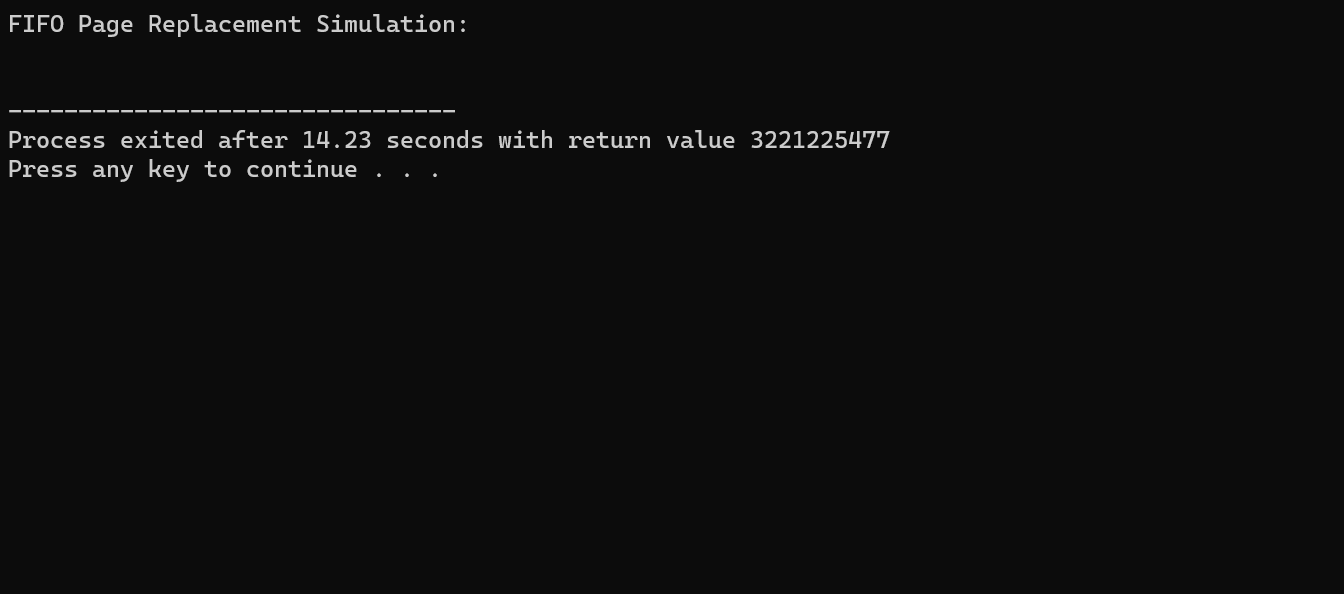 FIFO Page Replacement Simulation:
--------------------------------
Process exited after 14.23 seconds with return value 3221225477
Press any key to continue . . .